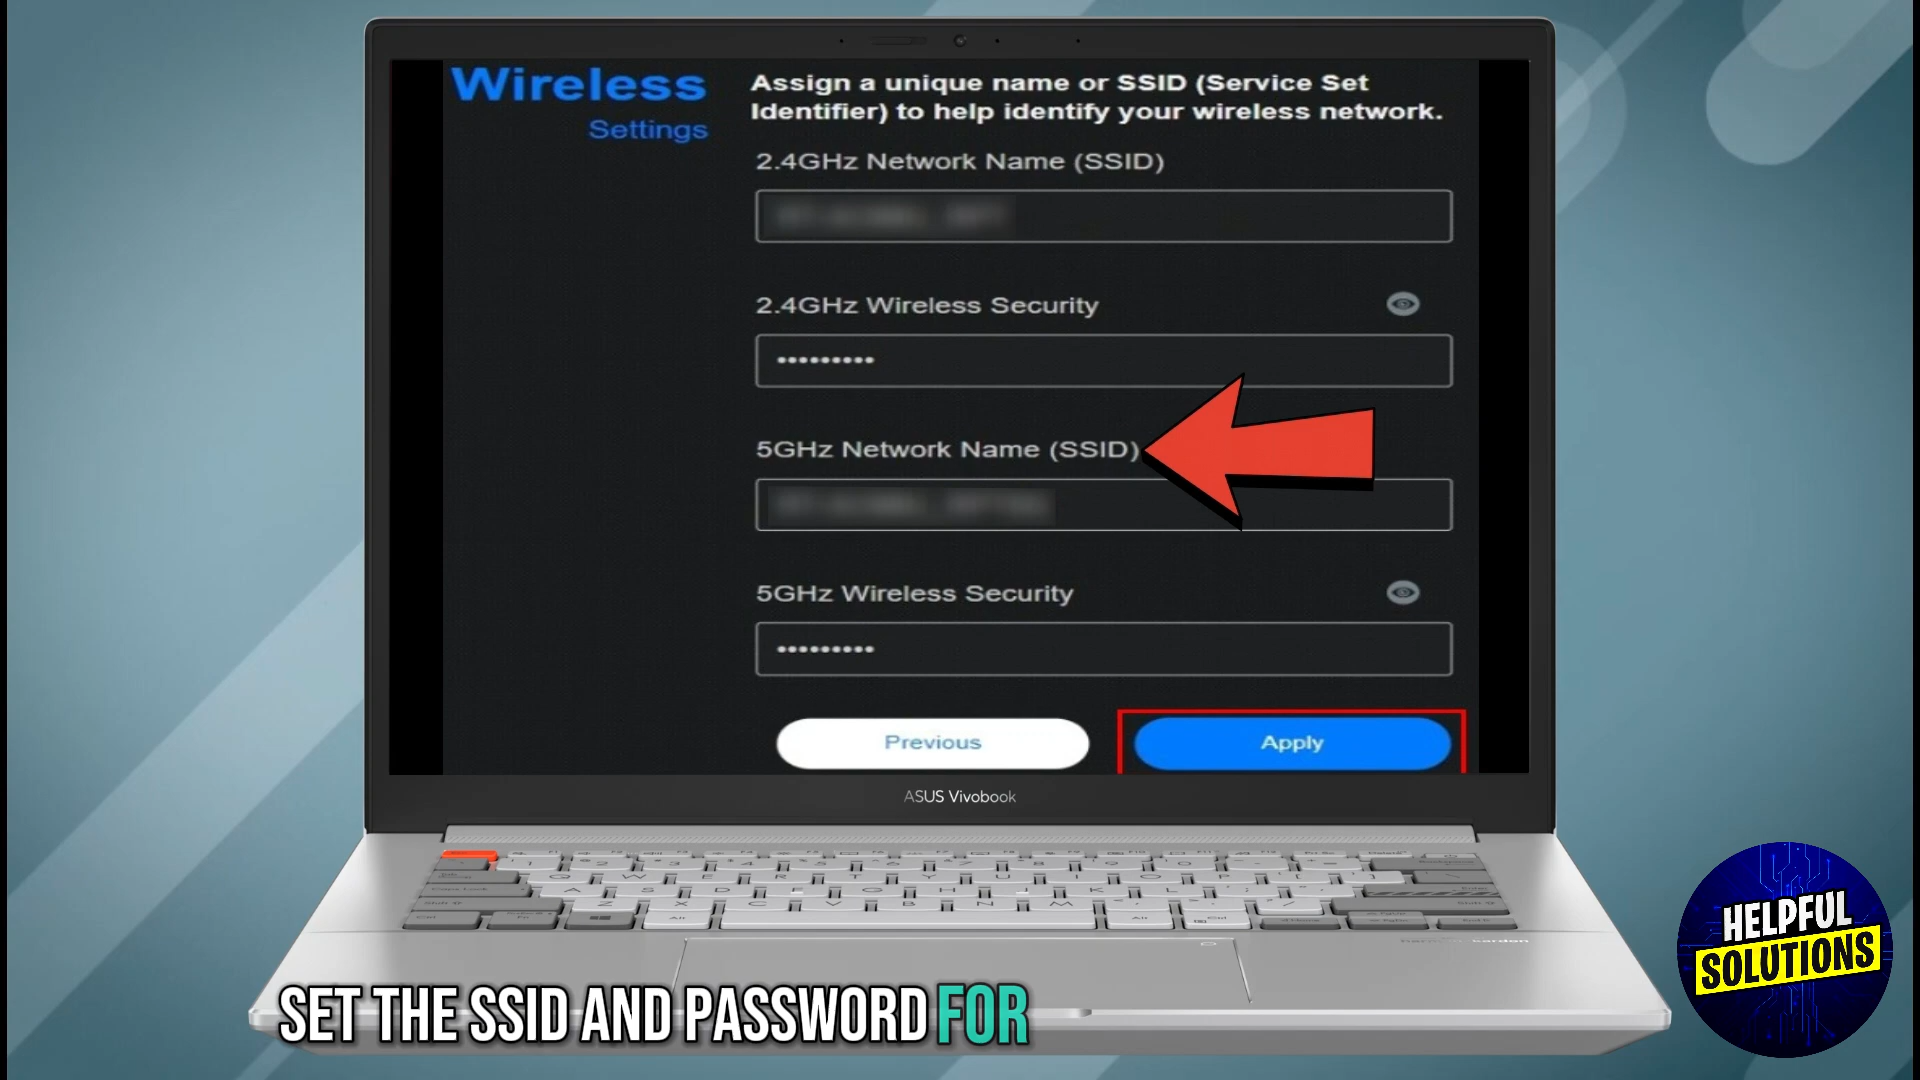 Wireless
Settings
Assign a unique name or SSID (Service Set
Identifier) to help identify your wireless network.
2.4GHz Network Name (SSID)
2.4GHz Wireless Security
•••••••••
5GHz Network Name (SSID)
5GHz Wireless Security
•••••••••
Previous
Apply
ASUS Vivobook
harman kardon
HELPFUL
SOLUTIONS
SET THE SSID AND PASSWORD FOR